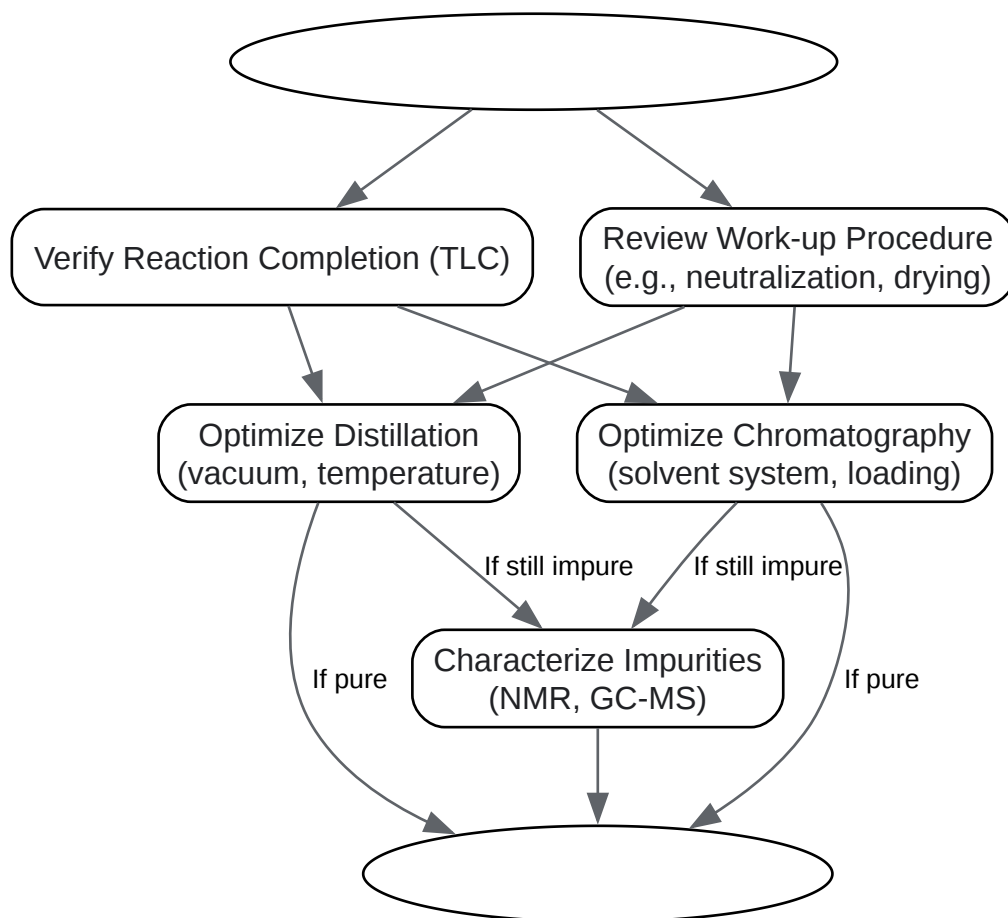 Verify Reaction Completion (TLC)
Review Work-up Procedure
(e.g., neutralization, drying)
Optimize Distillation
(vacuum, temperature)
Optimize Chromatography
(solvent system, loading)
If still impure
If still impure
Characterize Impurities
(NMR, GC-MS)
If pure
If pure